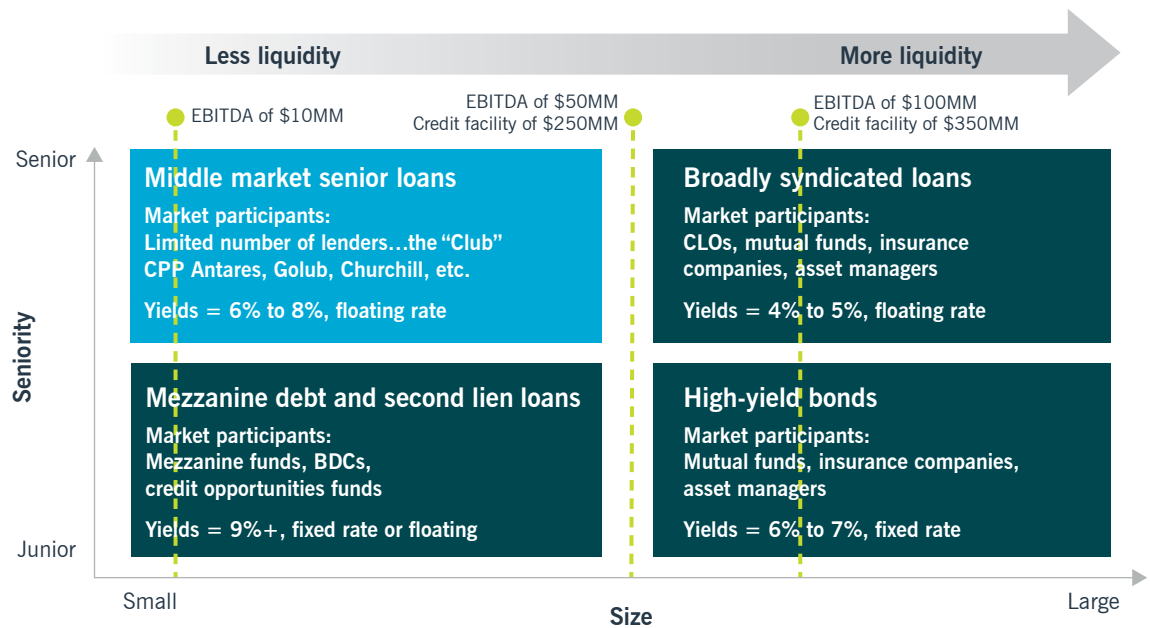 Less liquidity
More liquidity
EBITDA of $10MM
EBITDA of $50MM
Credit facility of $250MM
EBITDA of $100MM
Credit facility of $350MM
Senior
Middle market senior loans
Market participants:
Limited number of lenders…the “Club”
CPP Antares, Golub, Churchill, etc.
Yields = 6% to 8%, floating rate
Broadly syndicated loans
Market participants:
CLOs, mutual funds, insurance
companies, asset managers
Yields = 4% to 5%, floating rate
Seniority
Mezzanine debt and second lien loans
Market participants:
Mezzanine funds, BDCs,
credit opportunities funds
Yields = 9%+, fixed rate or floating
High-yield bonds
Market participants:
Mutual funds, insurance companies,
asset managers
Yields = 6% to 7%, fixed rate
Junior
Small
Size
Large